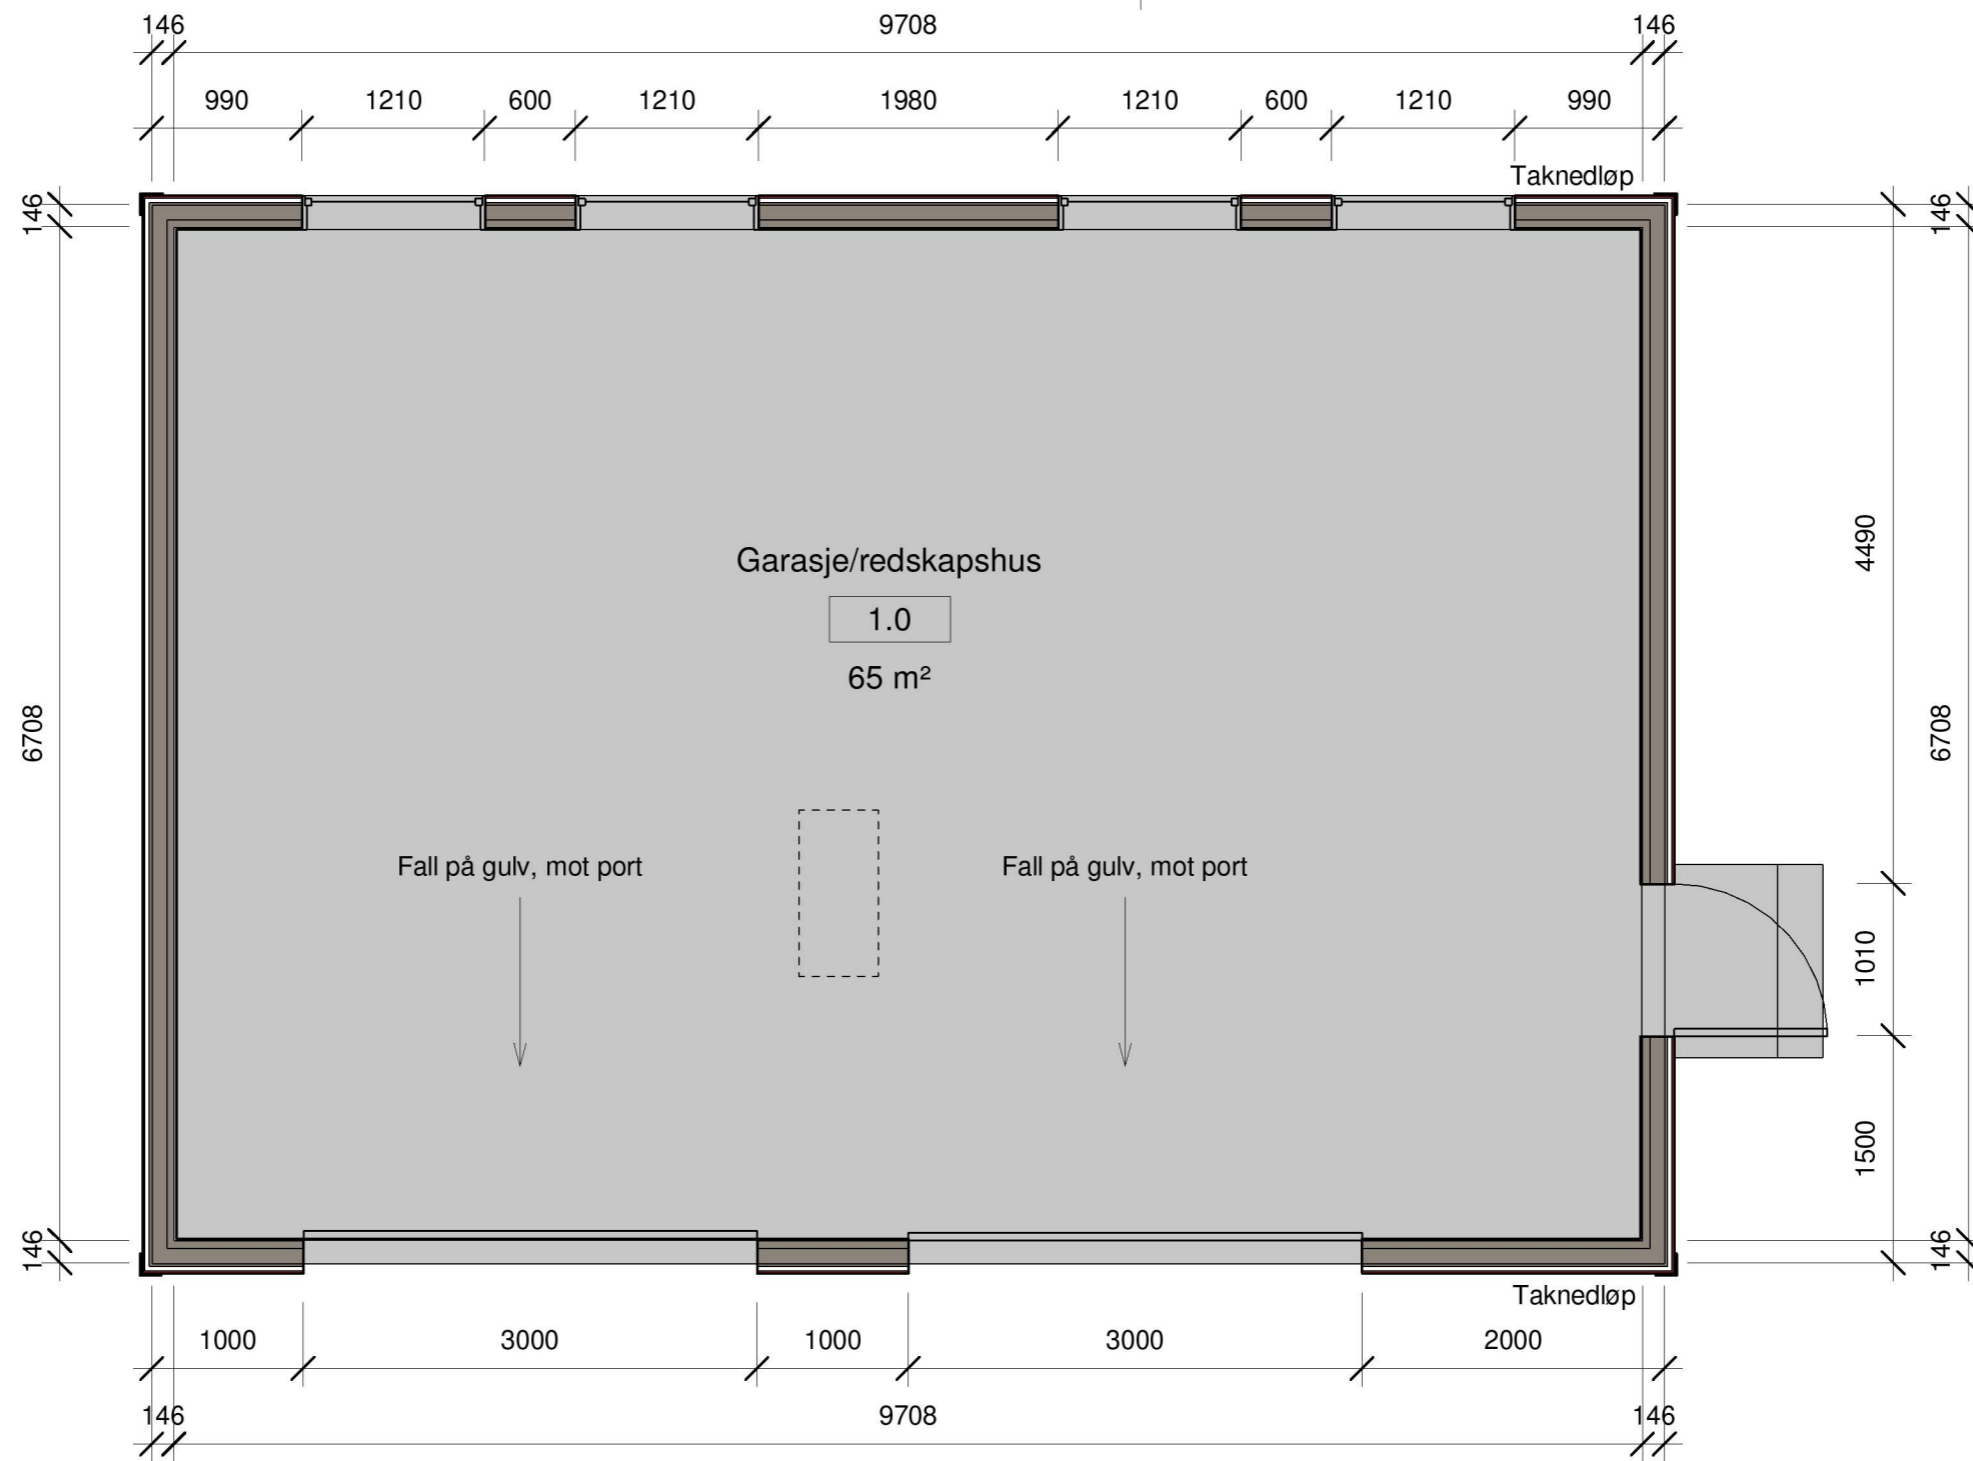 146 9708 146
990 1210 600 1210 1980 1210 600 1210 990
Taknedløp
146
146
4490
Garasje/redskapshus
1.0
65 m²
6708
6708
Fall på gulv, mot port
Fall på gulv, mot port
1010
1500
146
146
Taknedløp
1000 3000 1000 3000 2000
146 9708 146